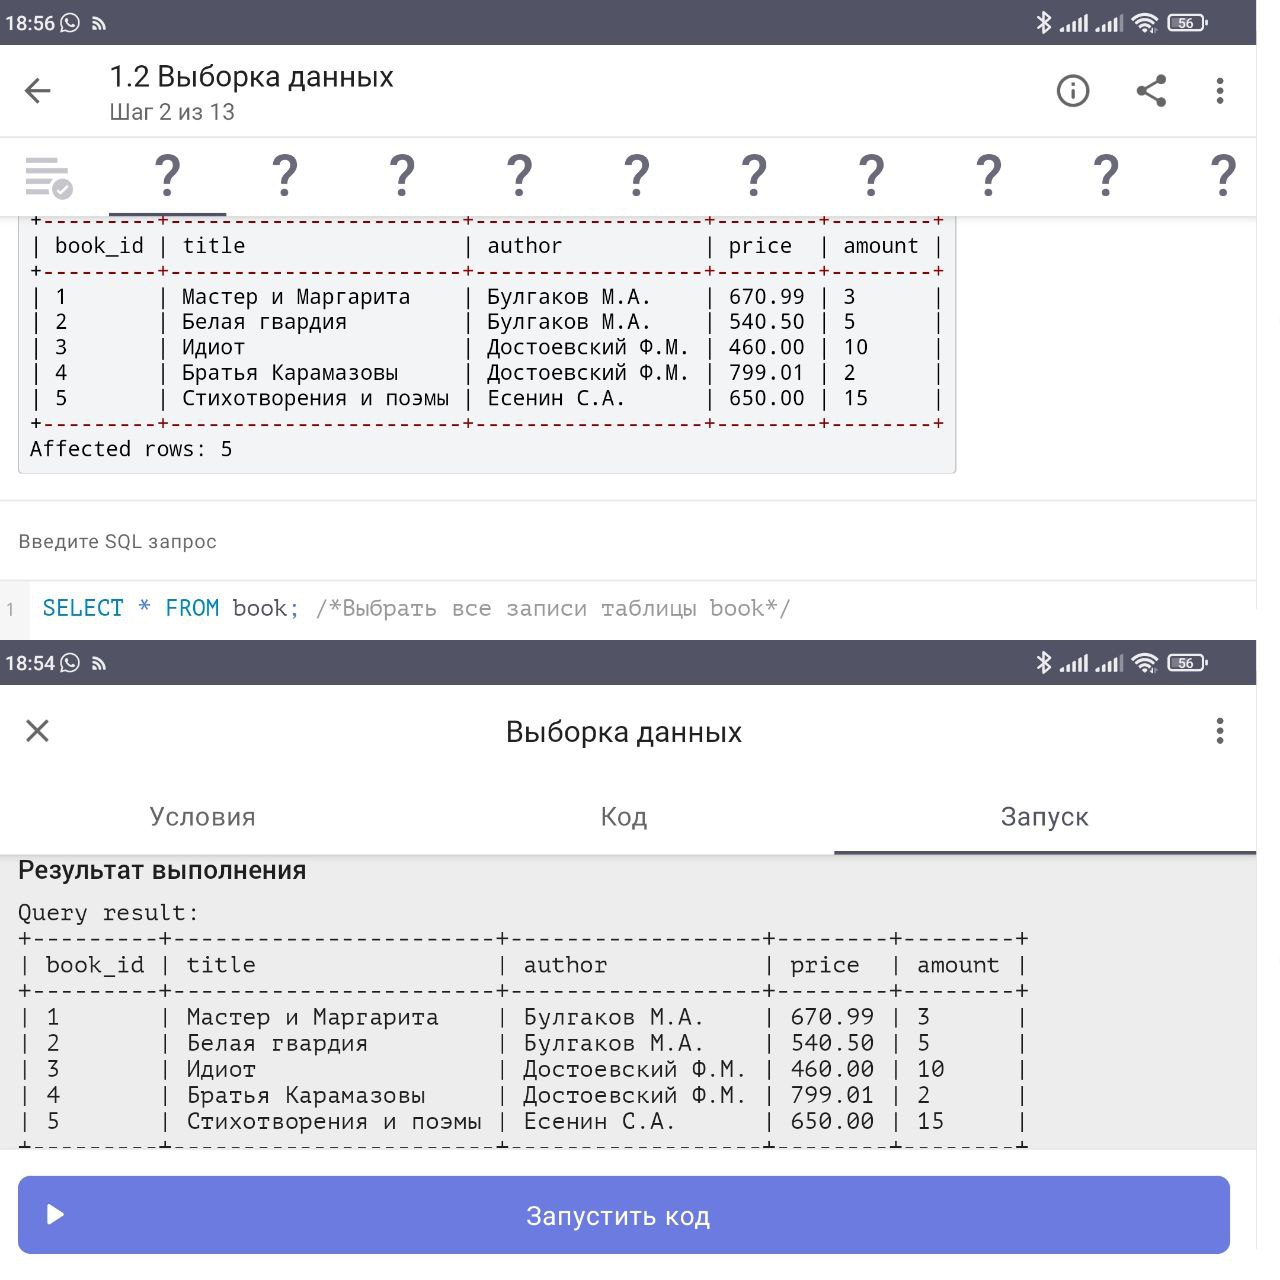 18:56 56
1.2 Выборка данных
Шаг 2 из 13
? ? ? ? ? ? ? ? ? ?
+---------+-----------------------+------------------+--------+--------+
| book_id | title                 | author           | price  | amount |
+---------+-----------------------+------------------+--------+--------+
| 1       | Мастер и Маргарита    | Булгаков М.А.    | 670.99 | 3      |
| 2       | Белая гвардия         | Булгаков М.А.    | 540.50 | 5      |
| 3       | Идиот                 | Достоевский Ф.М. | 460.00 | 10     |
| 4       | Братья Карамазовы     | Достоевский Ф.М. | 799.01 | 2      |
| 5       | Стихотворения и поэмы | Есенин С.А.      | 650.00 | 15     |
+---------+-----------------------+------------------+--------+--------+
Affected rows: 5
Введите SQL запрос
1 SELECT * FROM book; /*Выбрать все записи таблицы book*/
18:54 56
Выборка данных
Условия Код Запуск
Результат выполнения
Query result:
+---------+-----------------------+------------------+--------+--------+
| book_id | title                 | author           | price  | amount |
+---------+-----------------------+------------------+--------+--------+
| 1       | Мастер и Маргарита    | Булгаков М.А.    | 670.99 | 3      |
| 2       | Белая гвардия         | Булгаков М.А.    | 540.50 | 5      |
| 3       | Идиот                 | Достоевский Ф.М. | 460.00 | 10     |
| 4       | Братья Карамазовы     | Достоевский Ф.М. | 799.01 | 2      |
| 5       | Стихотворения и поэмы | Есенин С.А.      | 650.00 | 15     |
+---------+-----------------------+------------------+--------+--------+
Запустить код